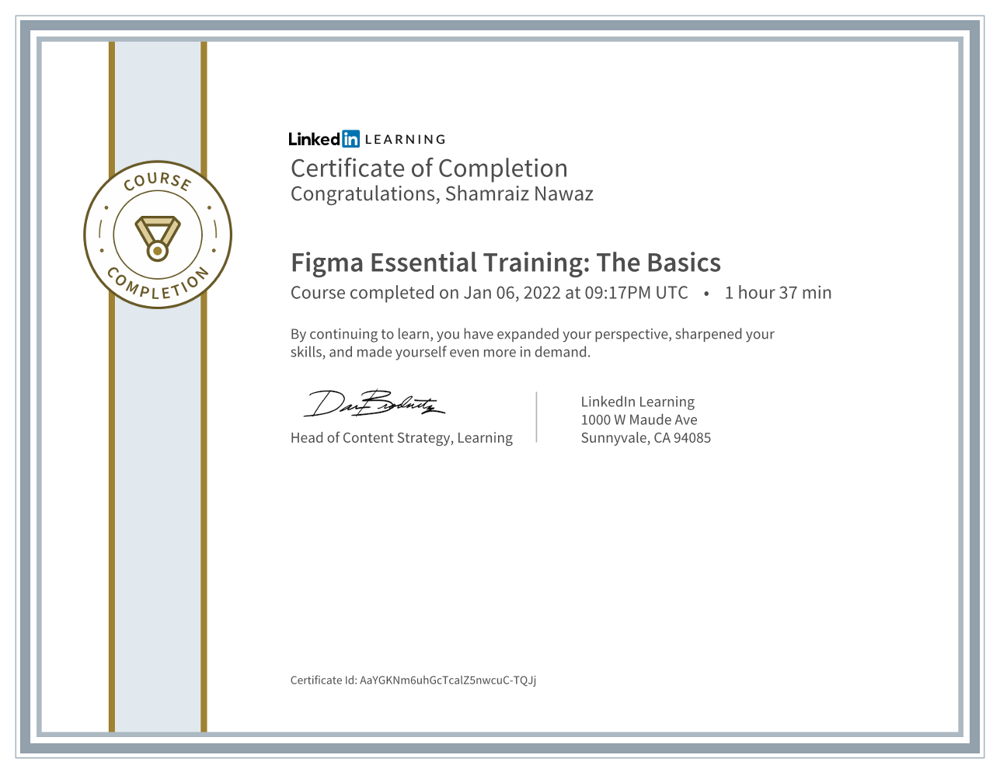 COURSE
COMPLETION
Linked in LEARNING
Certificate of Completion
Congratulations, Shamraiz Nawaz
Figma Essential Training: The Basics
Course completed on Jan 06, 2022 at 09:17PM UTC • 1 hour 37 min
By continuing to learn, you have expanded your perspective, sharpened your
skills, and made yourself even more in demand.
Head of Content Strategy, Learning
LinkedIn Learning
1000 W Maude Ave
Sunnyvale, CA 94085
Certificate Id: AaYGKNm6uhGcTcalZ5nwcuC-TQJj